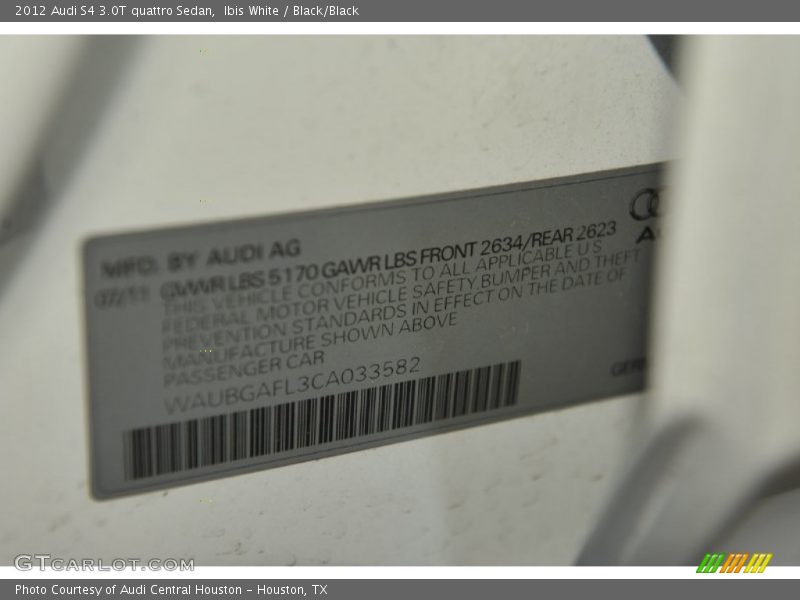 2012 Audi S4 3.0T quattro Sedan,  Ibis White / Black/Black
MFD. BY AUDI AG
07/11 GVWR LBS 5170 GAWR LBS FRONT 2634/REAR 2623
THIS VEHICLE CONFORMS TO ALL APPLICABLE U S
FEDERAL MOTOR VEHICLE SAFETY, BUMPER AND THEFT
PREVENTION STANDARDS IN EFFECT ON THE DATE OF
MANUFACTURE SHOWN ABOVE
PASSENGER CAR
WAUBGAFL3CA033582
GTCARLOT.COM
Photo Courtesy of Audi Central Houston - Houston, TX